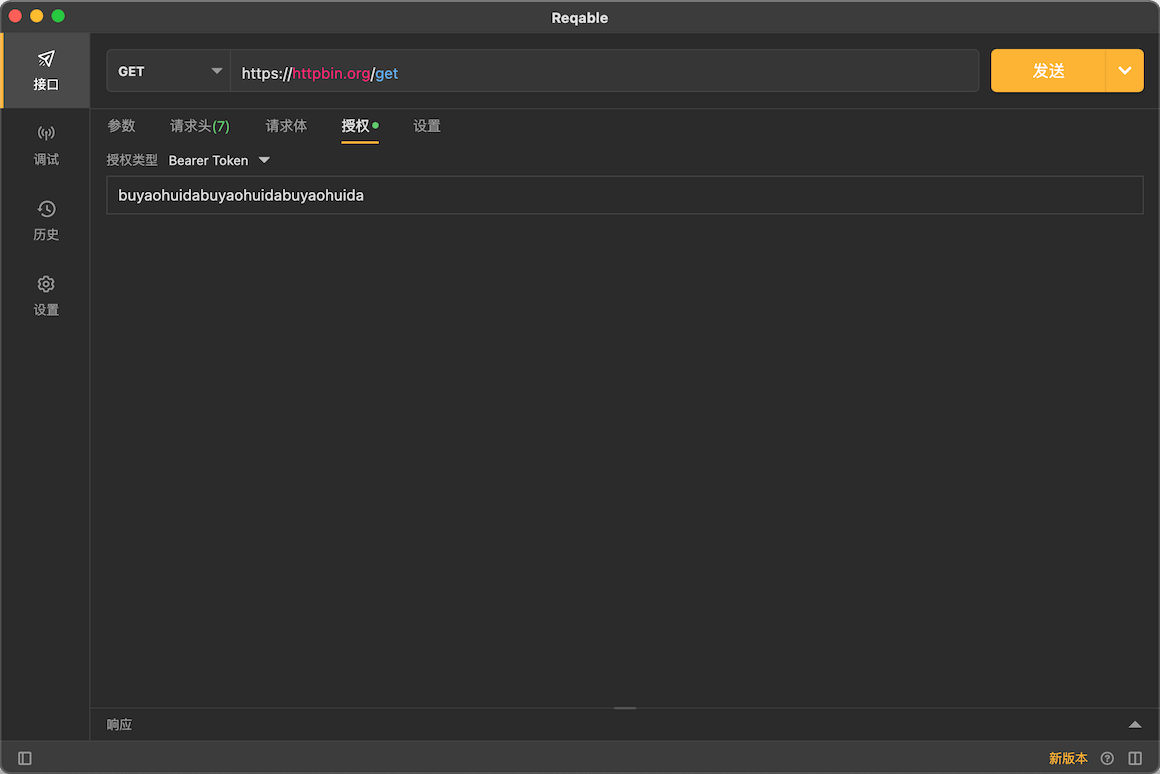 Reqable
接口
调试
历史
设置
GET
https://httpbin.org/get
发送
参数 请求头(7) 请求体 授权 设置
授权类型 Bearer Token
buyaohuidabuyaohuidabuyaohuida
响应
新版本